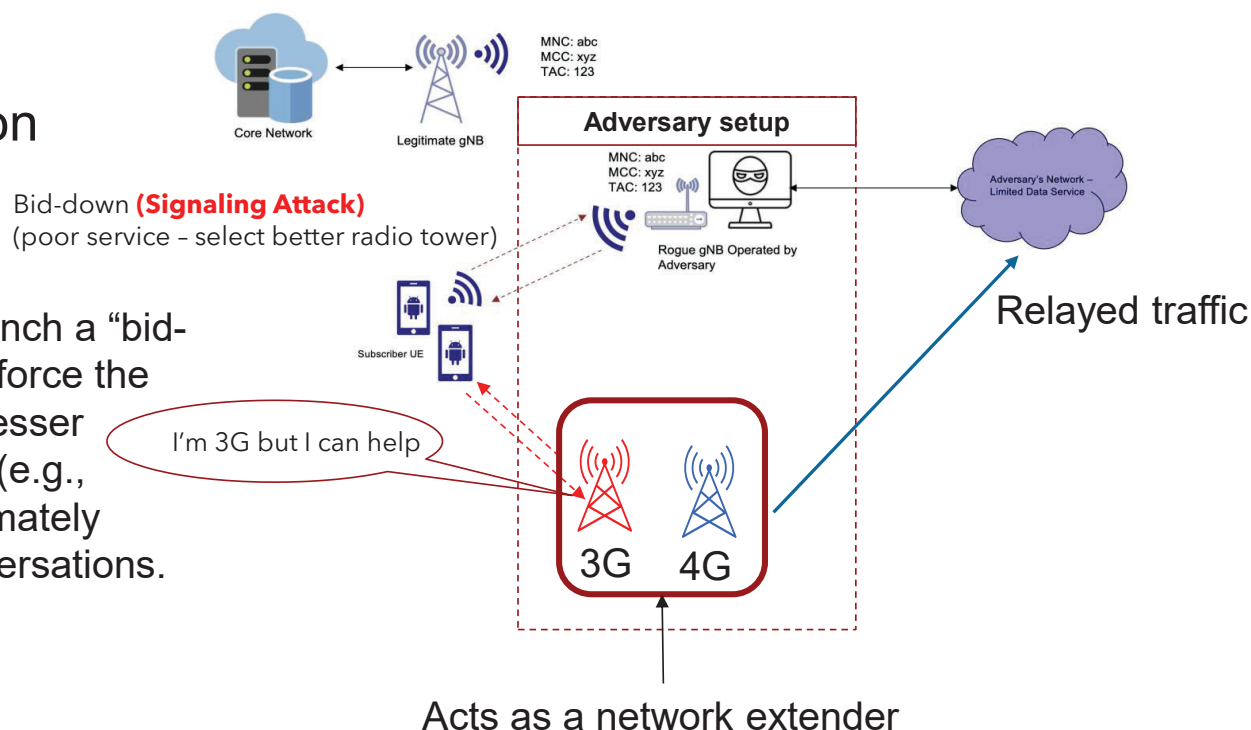 MNC: abc
MCC: xyz
TAC: 123
Core Network
Legitimate gNB
on
Adversary setup
MNC: abc
MCC: xyz
TAC: 123
Adversary's Network –
Limited Data Service
Bid-down (Signaling Attack)
(poor service – select better radio tower)
Rogue gNB Operated by
Adversary
Relayed traffic
Subscriber UE
nch a “bid-
force the
esser
(e.g.,
mately
ersations.
I'm 3G but I can help
3G
4G
Acts as a network extender